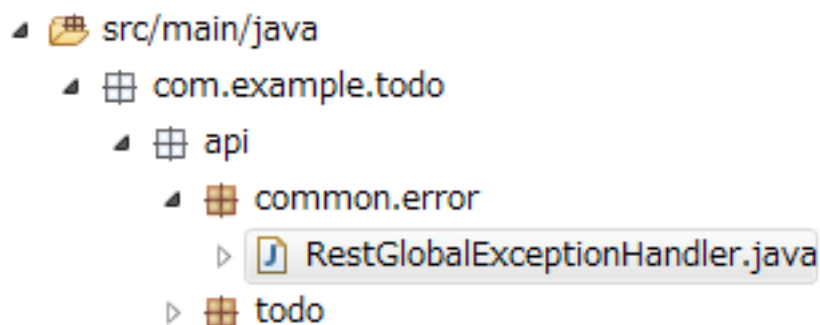 src/main/java
com.example.todo
api
common.error
RestGlobalExceptionHandler.java
todo